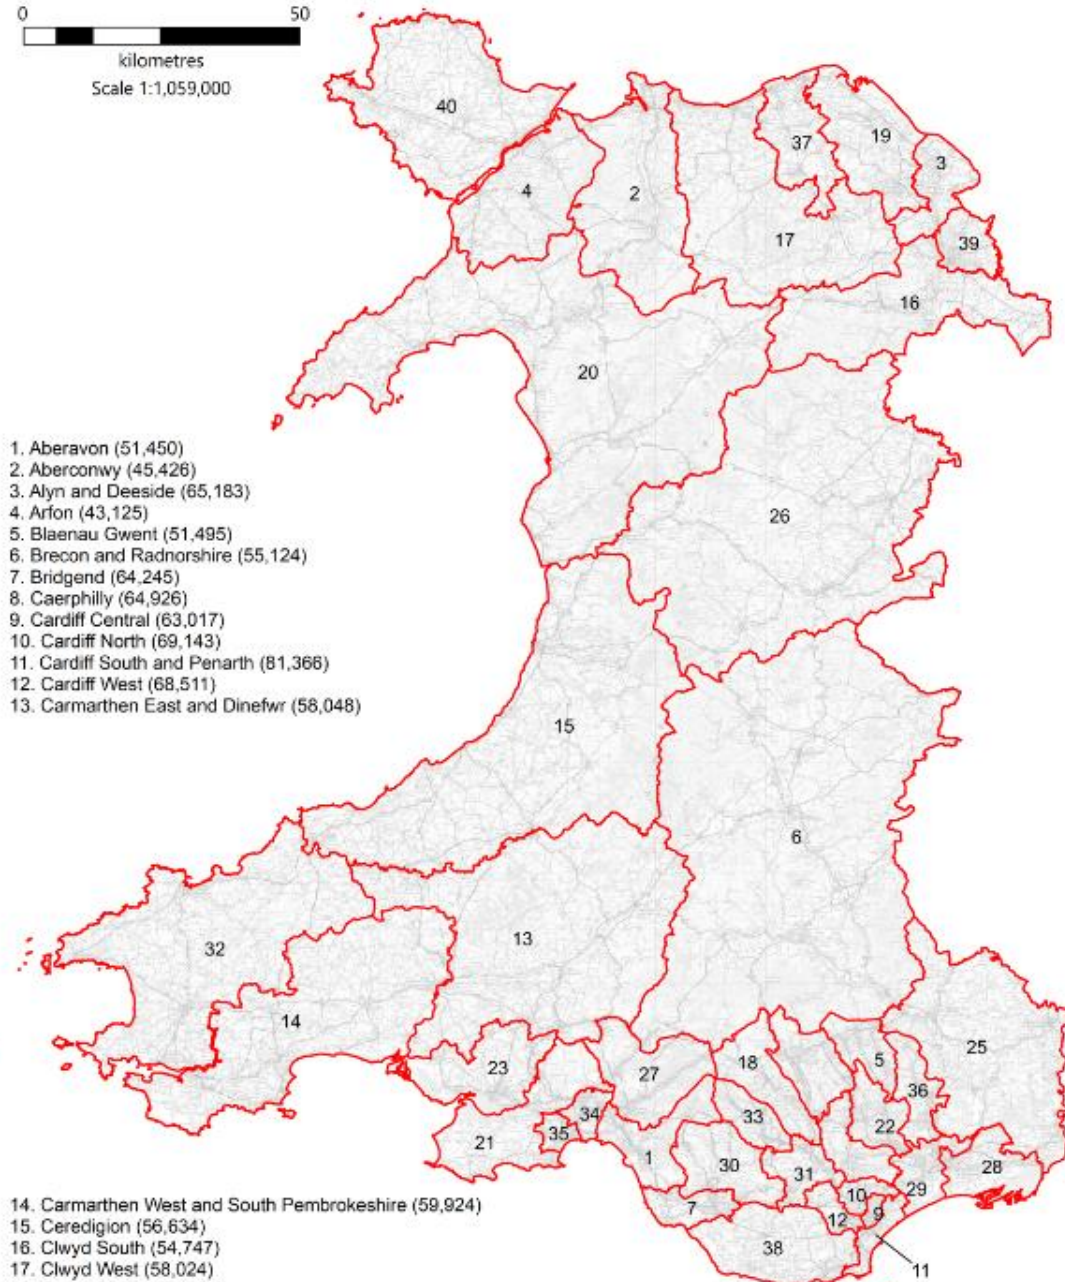 0 50
kilometres
Scale 1:1,059,000
40
37
19
3
4
2
17
39
16
20
1. Aberavon (51,450)
2. Aberconwy (45,426)
3. Alyn and Deeside (65,183)
4. Arfon (43,125)
5. Blaenau Gwent (51,495)
6. Brecon and Radnorshire (55,124)
7. Bridgend (64,245)
8. Caerphilly (64,926)
9. Cardiff Central (63,017)
10. Cardiff North (69,143)
11. Cardiff South and Penarth (81,366)
12. Cardiff West (68,511)
13. Carmarthen East and Dinefwr (58,048)
26
15
6
32
13
14
25
23
27
18
5
36
34
33
22
21
35
1
30
31
28
29
10
7
12
9
38
11
14. Carmarthen West and South Pembrokeshire (59,924)
15. Ceredigion (56,634)
16. Clwyd South (54,747)
17. Clwyd West (58,024)